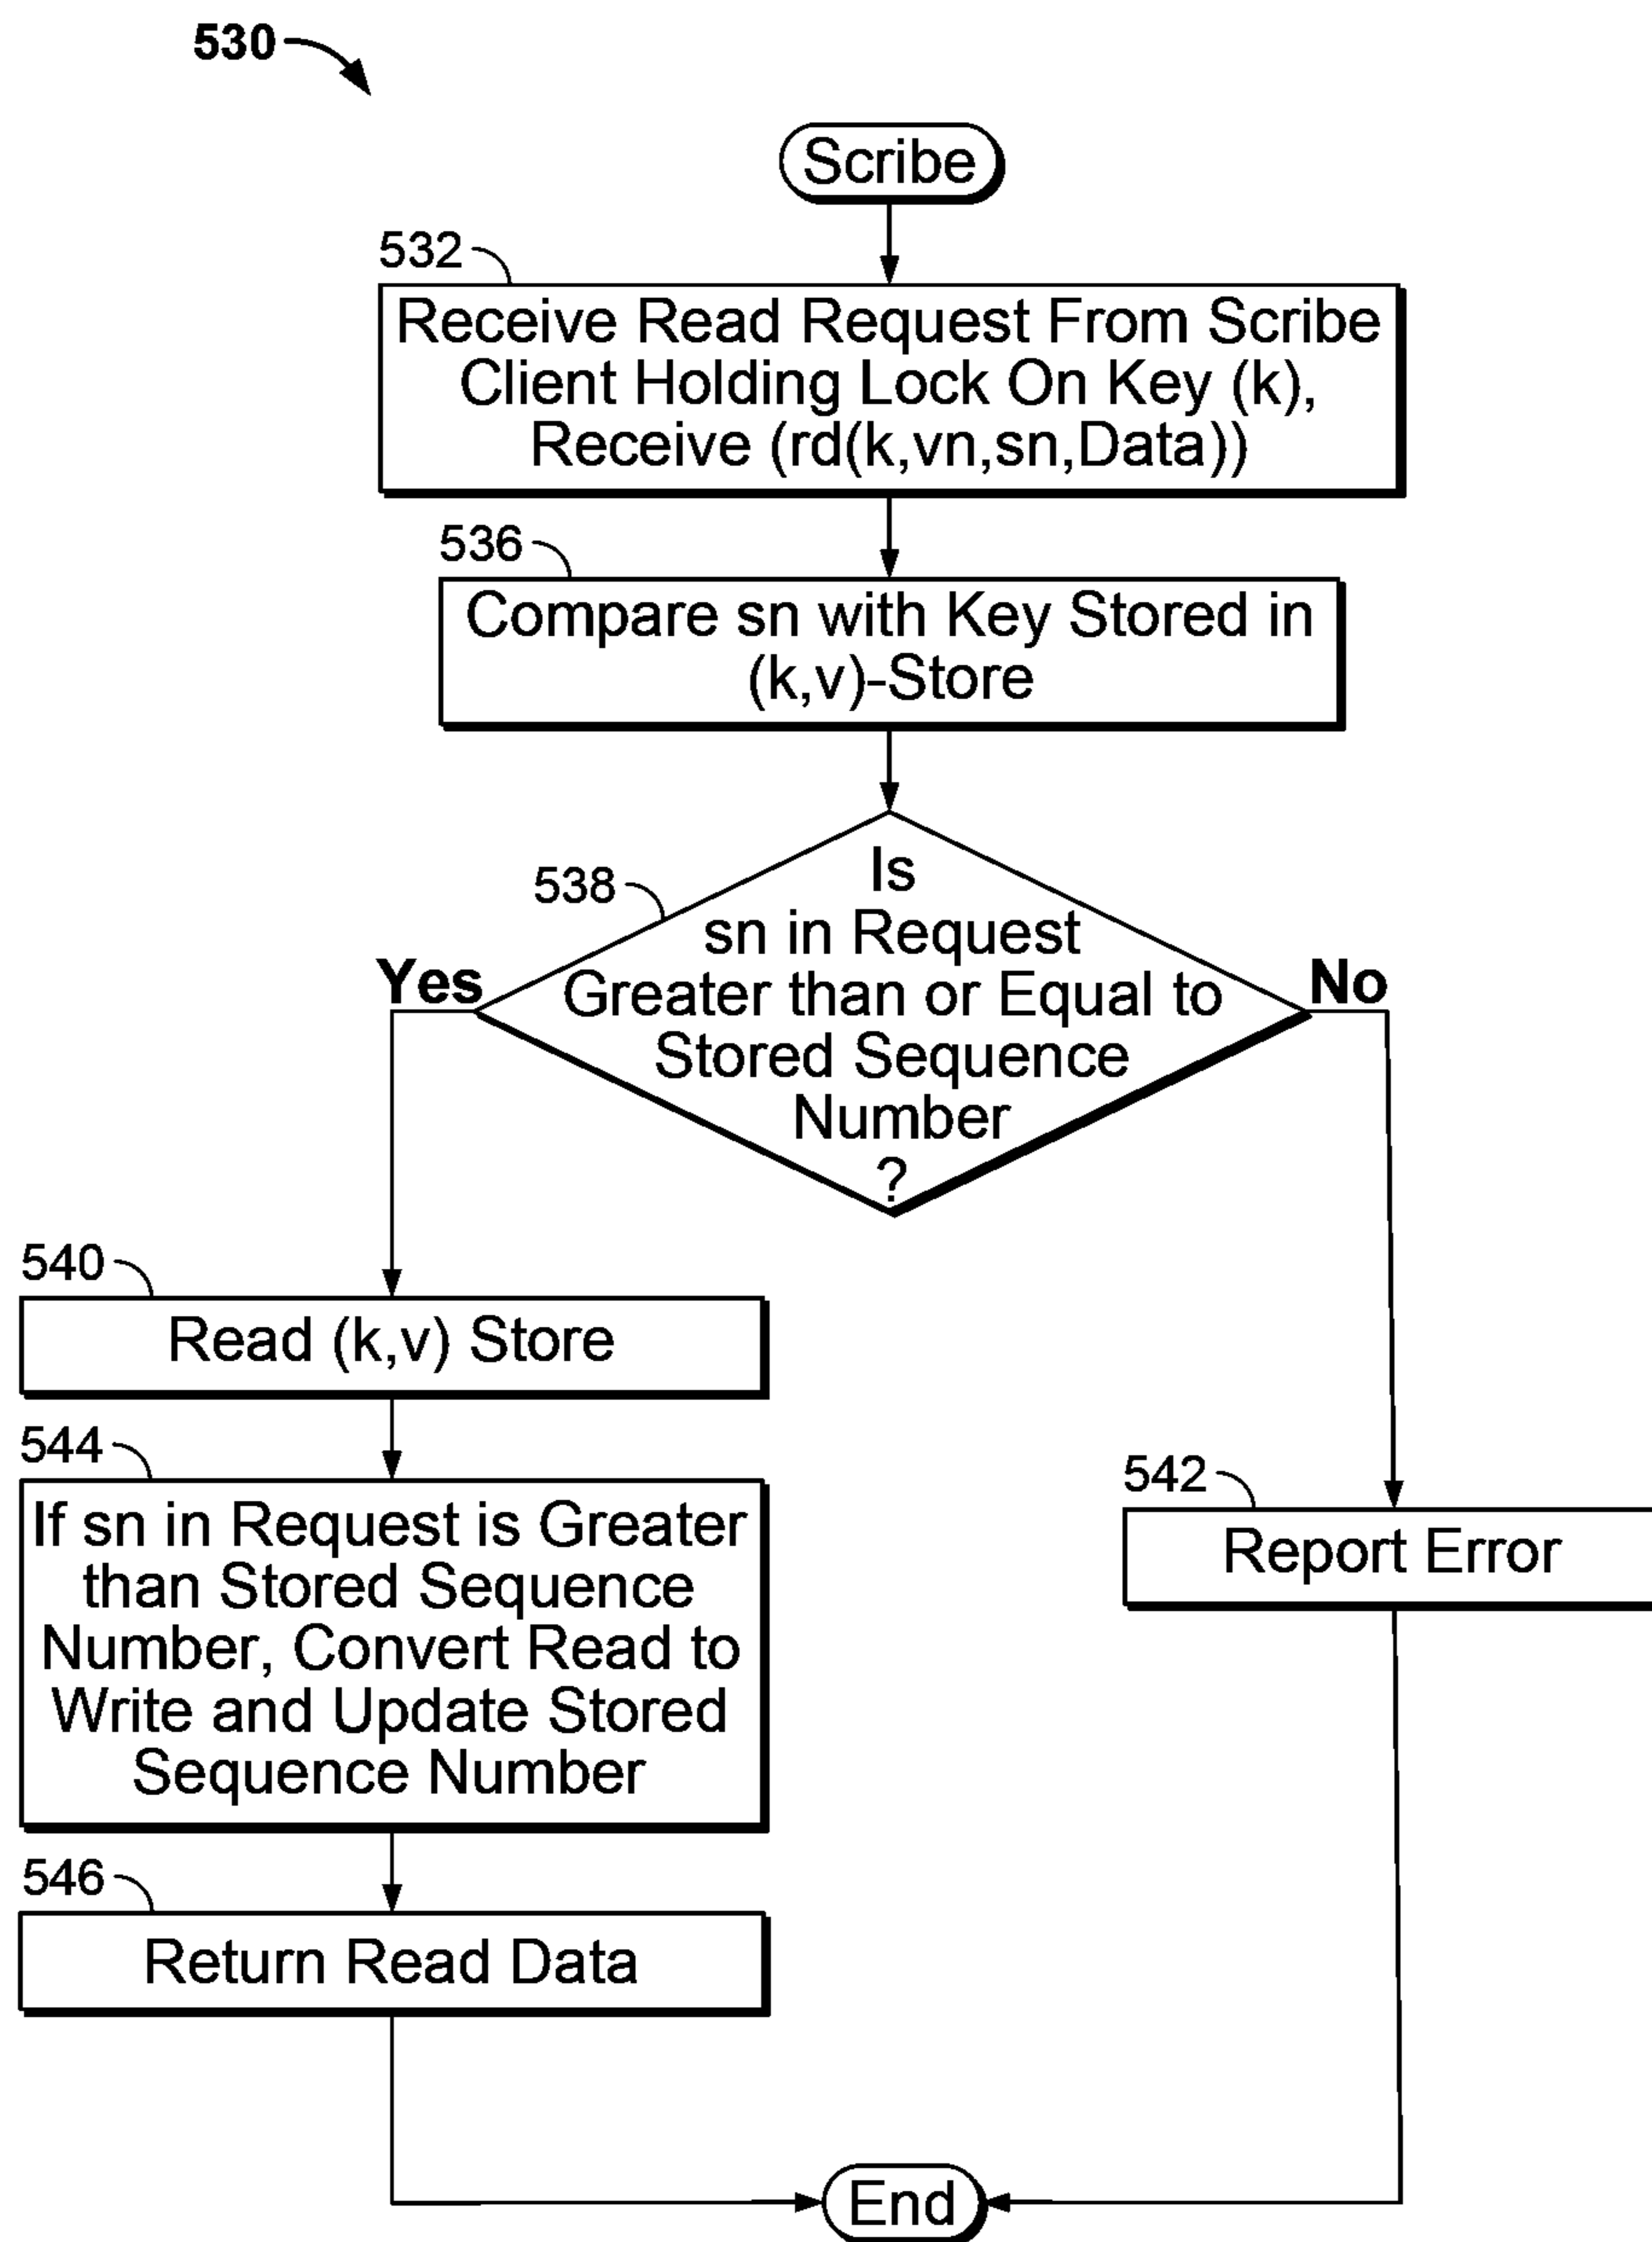 530
Scribe
532
Receive Read Request From Scribe
Client Holding Lock On Key (k),
Receive (rd(k,vn,sn,Data))
536
Compare sn with Key Stored in
(k,v)-Store
538
Is
sn in Request
Greater than or Equal to
Stored Sequence
Number
?
Yes
No
540
Read (k,v) Store
544
If sn in Request is Greater
than Stored Sequence
Number, Convert Read to
Write and Update Stored
Sequence Number
542
Report Error
546
Return Read Data
End